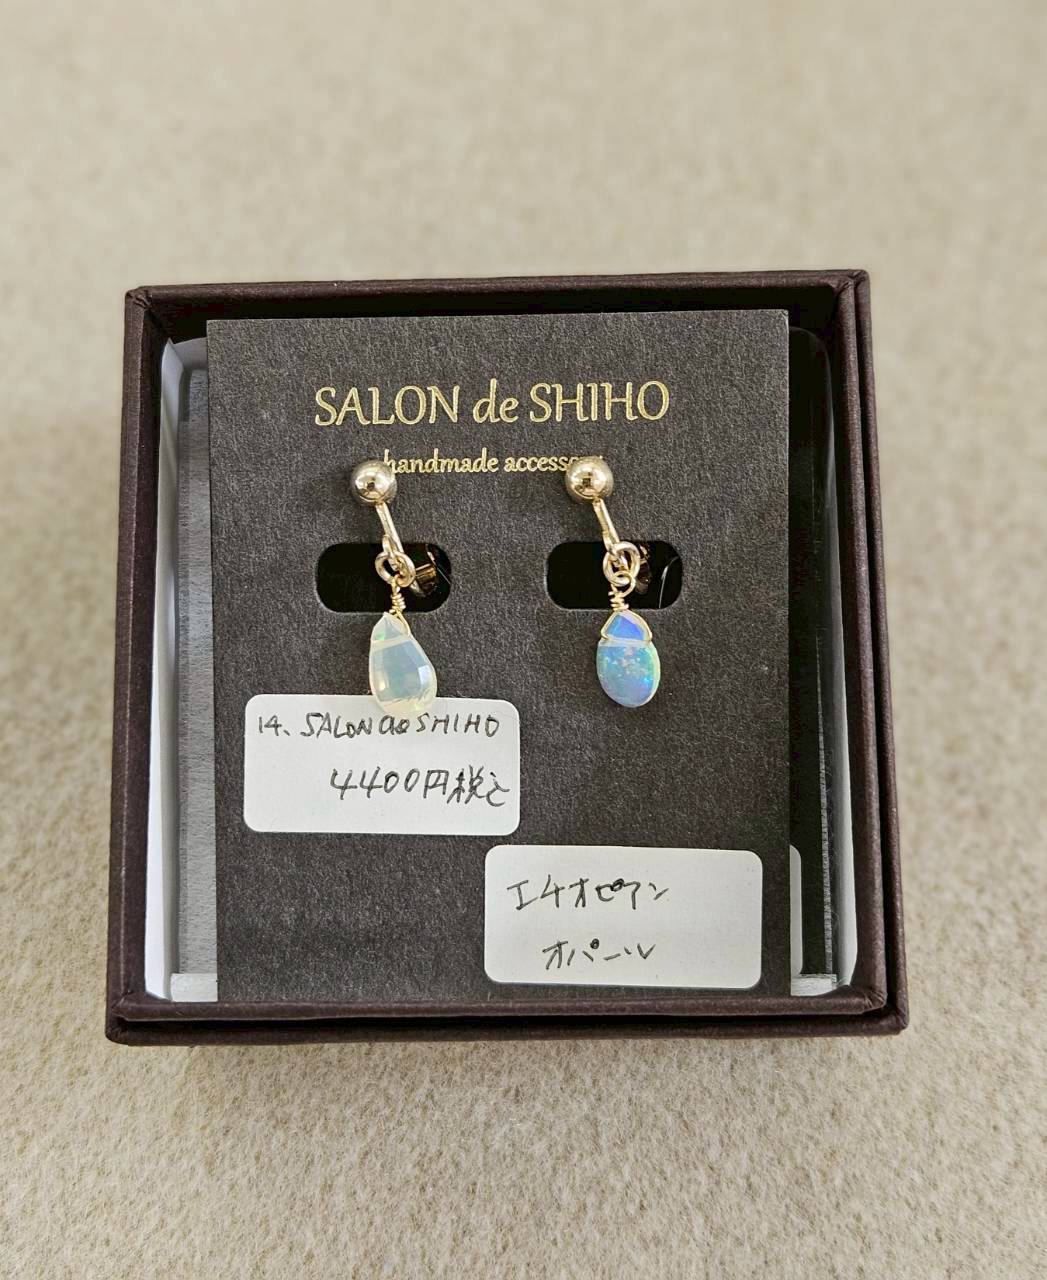 SALON de SHIHO
handmade accesso
14、SALON de SHIHO
4400円税込
エチオピアン
オパール